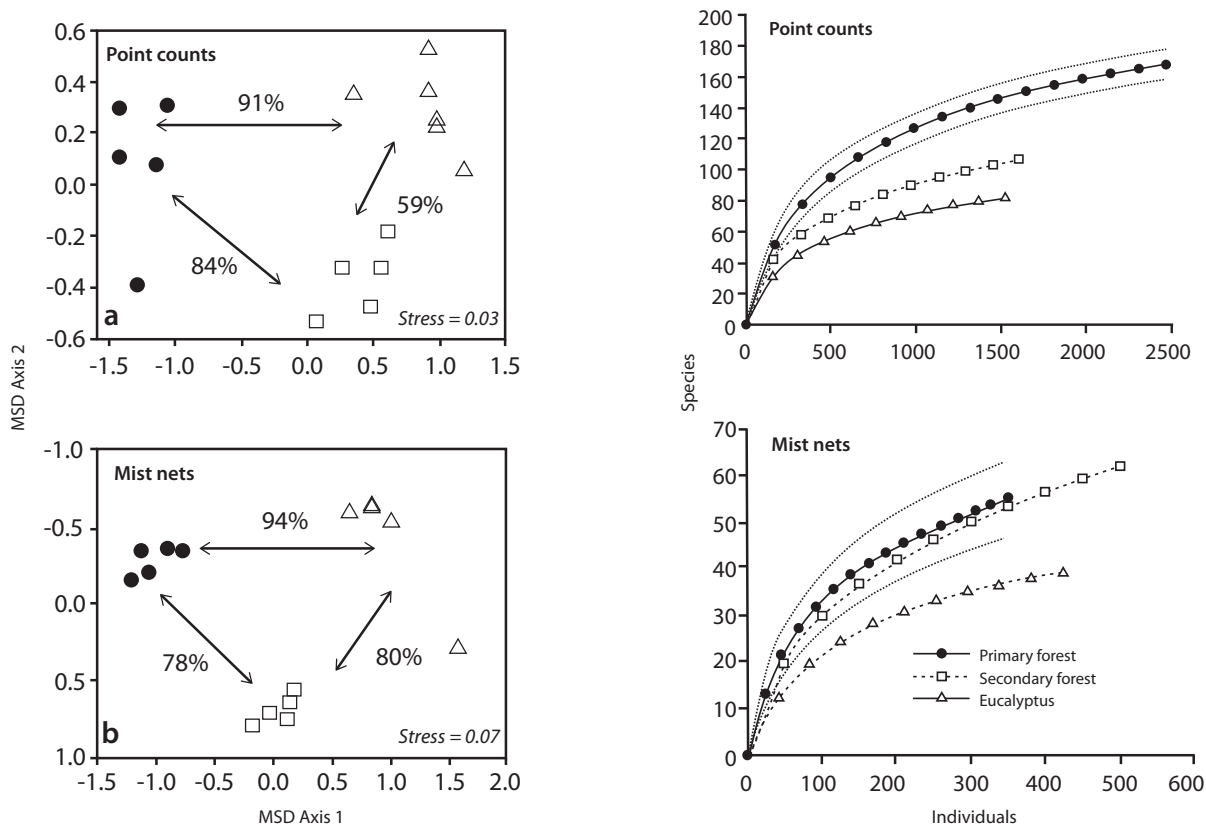 Point counts
0.6
0.4
0.2
0.0
-0.2
-0.4
-0.6
91%
59%
84%
a
Stress = 0.03
-1.5 -1.0 0.0 0.5 1.0 1.5
MSD Axis 2
Mist nets
-1.0
-0.5
0.0
0.5
1.0
94%
78%
80%
b
Stress = 0.07
-1.5 -1.0 -0.5 0.0 0.5 1.0 1.5 2.0
MSD Axis 1
Point counts
200
180
160
140
120
100
80
60
40
20
0
0 500 1000 1500 2000 2500
Species
Mist nets
70
60
50
40
30
20
10
0
Primary forest
Secondary forest
Eucalyptus
0 100 200 300 400 500 600
Individuals